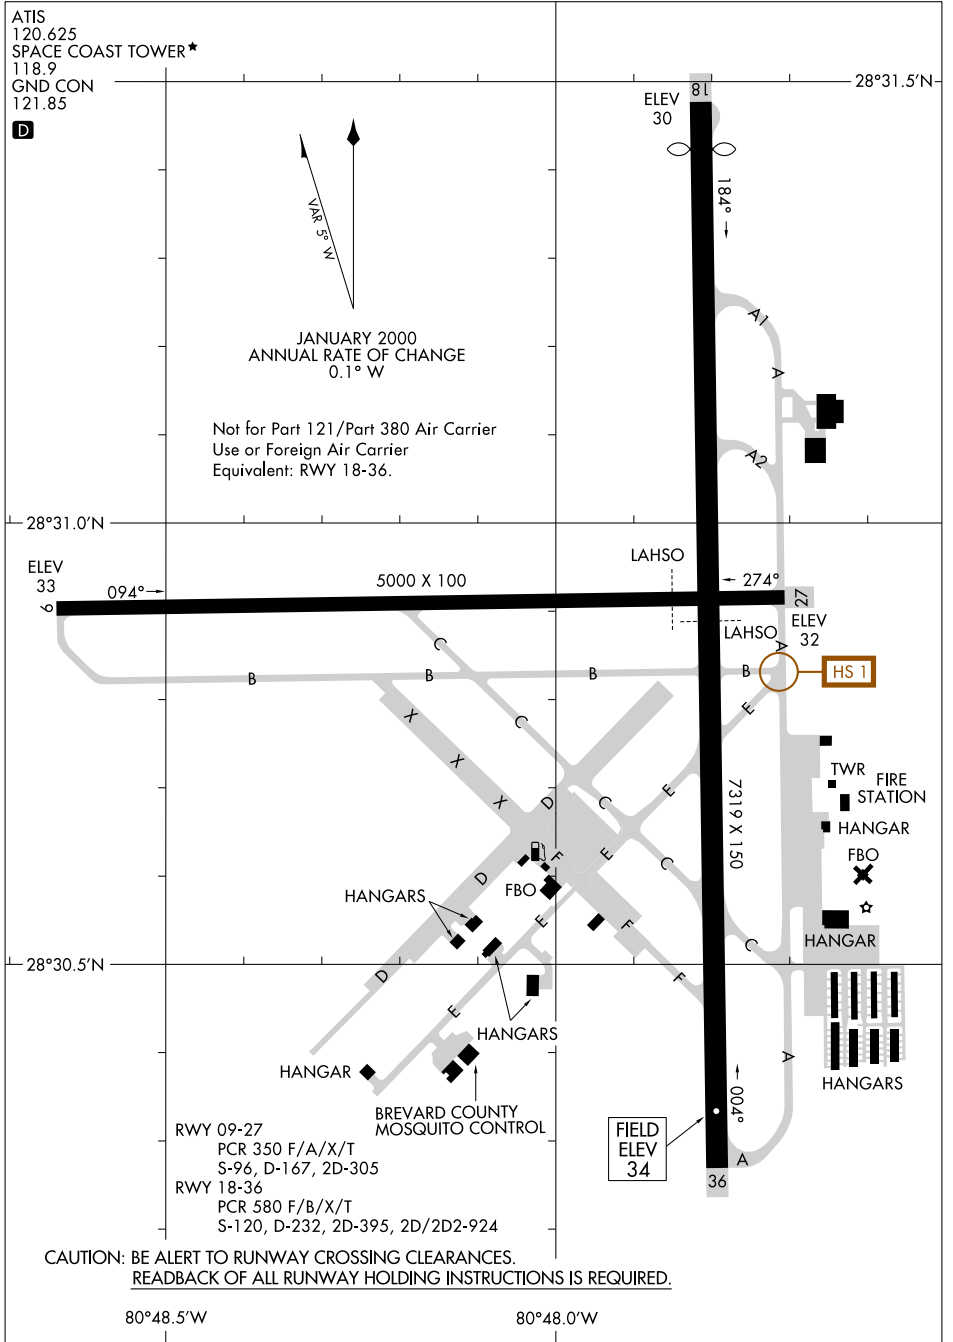 ATIS
120.625
SPACE COAST TOWER★
118.9
GND CON
121.85
D
28°31.5'N
18
ELEV
30
184°
VAR 5° W
JANUARY 2000
ANNUAL RATE OF CHANGE
0.1° W
A1
A
Not for Part 121/Part 380 Air Carrier
Use or Foreign Air Carrier
Equivalent: RWY 18-36.
A2
28°31.0'N
LAHSO
ELEV
33
9
094°
5000 X 100
274°
27
ELEV
32
LAHSO
A
C
B
B
B
B
HS 1
X
C
E
X
TWR
FIRE
STATION
7319 X 150
E
X
D
C
HANGAR
F
E
C
FBO
D
FBO
HANGARS
E
F
C
HANGAR
28°30.5'N
D
F
E
HANGARS
A
HANGAR
HANGARS
004°
BREVARD COUNTY
MOSQUITO CONTROL
FIELD
ELEV
34
A
36
RWY 09-27
PCR 350 F/A/X/T
S-96, D-167, 2D-305
RWY 18-36
PCR 580 F/B/X/T
S-120, D-232, 2D-395, 2D/2D2-924
CAUTION: BE ALERT TO RUNWAY CROSSING CLEARANCES.
READBACK OF ALL RUNWAY HOLDING INSTRUCTIONS IS REQUIRED.
80°48.5'W
80°48.0'W